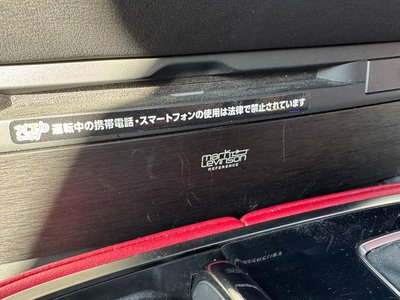 運転中の携帯電話・スマートフォンの使用は法律で禁止されています
mark
Levinson
REFERENCE